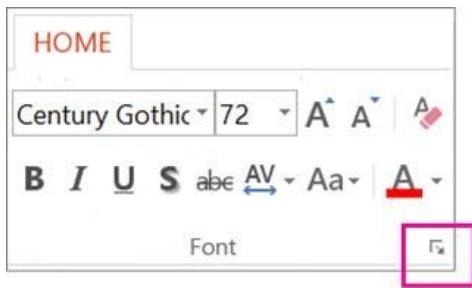 HOME
Century Gothic 72 A A A
B I U S abc AV Aa A
Font